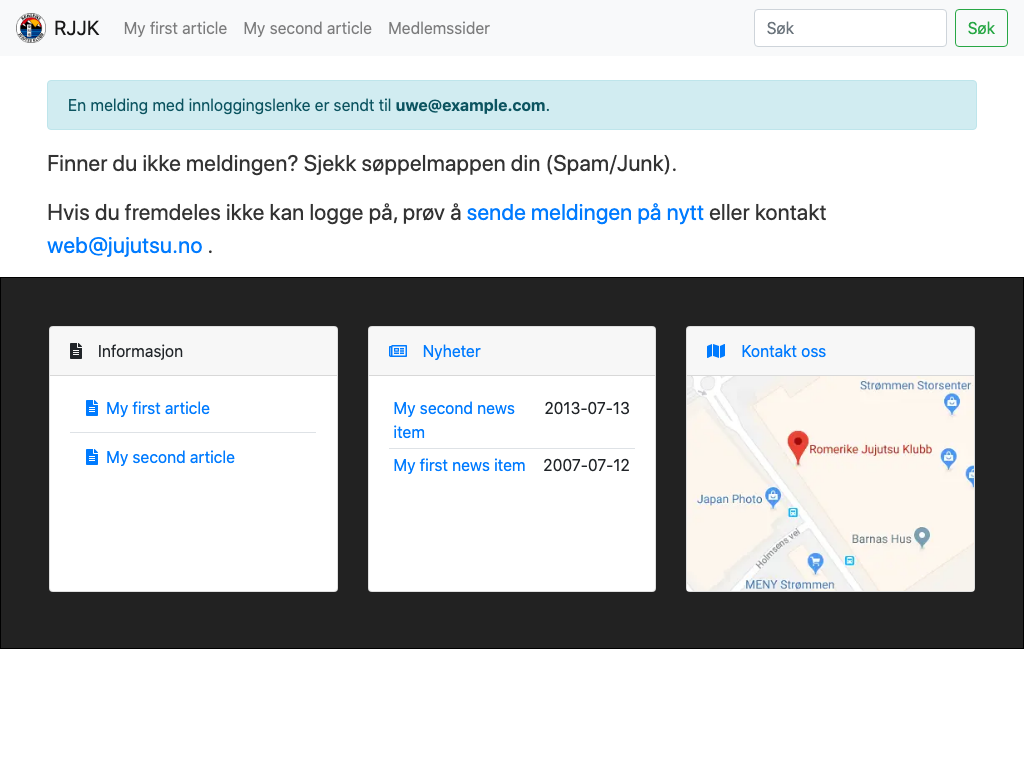 RJJK My first article My second article Medlemssider Søk Søk
En melding med innloggingslenke er sendt til uwe@example.com.
Finner du ikke meldingen? Sjekk søppelmappen din (Spam/Junk).
Hvis du fremdeles ikke kan logge på, prøv å sende meldingen på nytt eller kontakt
web@jujutsu.no .
Informasjon
My first article
My second article
Nyheter
My second news item 2013-07-13
My first news item 2007-07-12
Kontakt oss
Strømmen Storsenter
Romerike Jujutsu Klubb
Japan Photo
Barnas Hus
Holmsens vei
MENY Strømmen